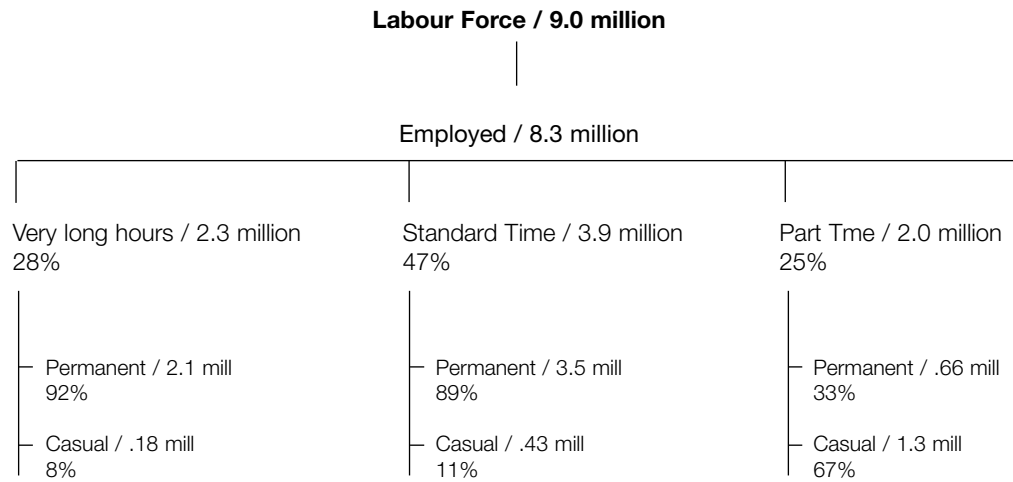 Labour Force / 9.0 million
Employed / 8.3 million
Very long hours / 2.3 million
28%
Standard Time / 3.9 million
47%
Part Tme / 2.0 million
25%
Permanent / 2.1 mill
92%
Permanent / 3.5 mill
89%
Permanent / .66 mill
33%
Casual / .18 mill
8%
Casual / .43 mill
11%
Casual / 1.3 mill
67%